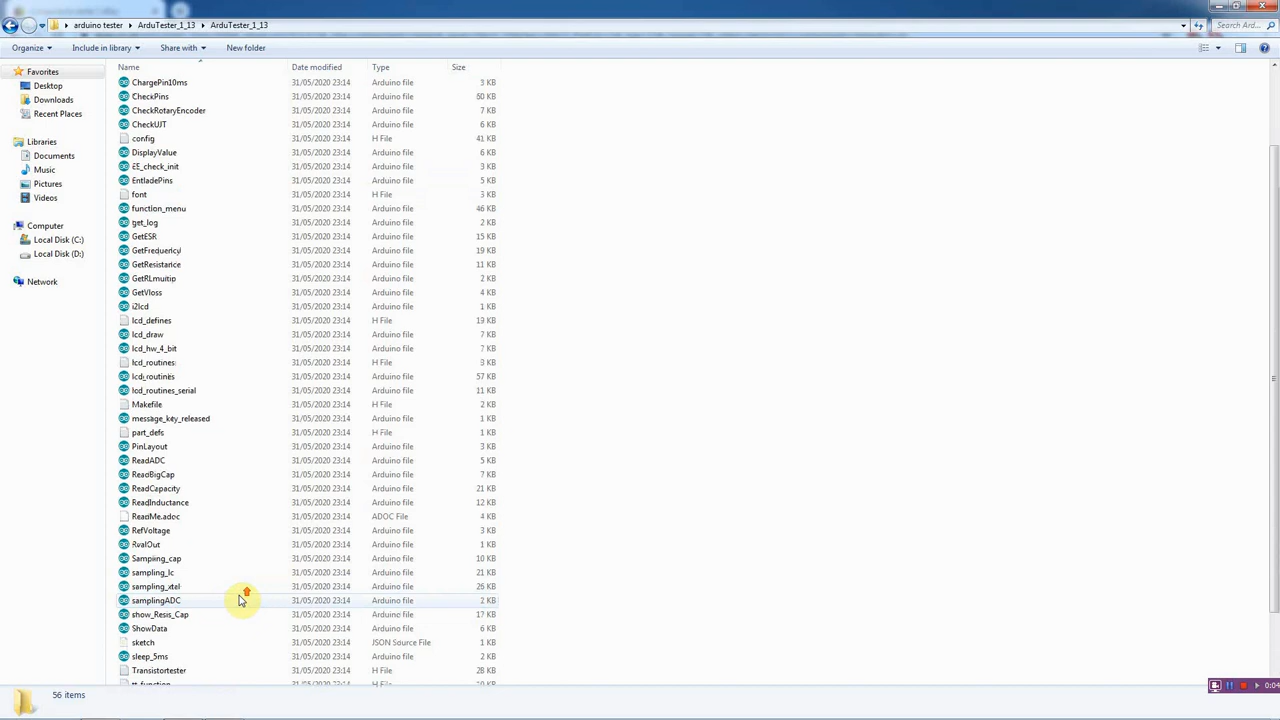 arduino tester ▸ ArduTester_1_13 ▸ ArduTester_1_13
Search Ard...
Organize Include in library Share with New folder
Name Date modified Type Size
Favorites
Desktop
Downloads
Recent Places
Libraries
Documents
Music
Pictures
Videos
Computer
Local Disk (C:)
Local Disk (D:)
Network
ChargePin10ms 31/05/2020 23:14 Arduino file 3 KB
CheckPins 31/05/2020 23:14 Arduino file 60 KB
CheckRotaryEncoder 31/05/2020 23:14 Arduino file 7 KB
CheckUJT 31/05/2020 23:14 Arduino file 6 KB
config 31/05/2020 23:14 H File 41 KB
DisplayValue 31/05/2020 23:14 Arduino file 6 KB
EE_check_init 31/05/2020 23:14 Arduino file 3 KB
EntladePins 31/05/2020 23:14 Arduino file 5 KB
font 31/05/2020 23:14 H File 3 KB
function_menu 31/05/2020 23:14 Arduino file 46 KB
get_log 31/05/2020 23:14 Arduino file 2 KB
GetESR 31/05/2020 23:14 Arduino file 15 KB
GetFrequency 31/05/2020 23:14 Arduino file 19 KB
GetResistance 31/05/2020 23:14 Arduino file 11 KB
GetRLmultip 31/05/2020 23:14 Arduino file 2 KB
GetVloss 31/05/2020 23:14 Arduino file 4 KB
i2lcd 31/05/2020 23:14 Arduino file 1 KB
lcd_defines 31/05/2020 23:14 H File 19 KB
lcd_draw 31/05/2020 23:14 Arduino file 7 KB
lcd_hw_4_bit 31/05/2020 23:14 Arduino file 7 KB
lcd_routines 31/05/2020 23:14 H File 3 KB
lcd_routines 31/05/2020 23:14 Arduino file 57 KB
lcd_routines_serial 31/05/2020 23:14 Arduino file 11 KB
Makefile 31/05/2020 23:14 H File 2 KB
message_key_released 31/05/2020 23:14 Arduino file 1 KB
part_defs 31/05/2020 23:14 H File 2 KB
PinLayout 31/05/2020 23:14 Arduino file 3 KB
ReadADC 31/05/2020 23:14 Arduino file 5 KB
ReadBigCap 31/05/2020 23:14 Arduino file 7 KB
ReadCapacity 31/05/2020 23:14 Arduino file 21 KB
ReadInductance 31/05/2020 23:14 Arduino file 12 KB
ReadMe.adoc 31/05/2020 23:14 ADOC File 4 KB
RefVoltage 31/05/2020 23:14 Arduino file 3 KB
RvalOut 31/05/2020 23:14 Arduino file 1 KB
Sampling_cap 31/05/2020 23:14 Arduino file 10 KB
sampling_lc 31/05/2020 23:14 Arduino file 21 KB
sampling_xtal 31/05/2020 23:14 Arduino file 26 KB
samplingADC 31/05/2020 23:14 Arduino file 2 KB
show_Resis_Cap 31/05/2020 23:14 Arduino file 17 KB
ShowData 31/05/2020 23:14 Arduino file 6 KB
sketch 31/05/2020 23:14 JSON Source File 1 KB
sleep_5ms 31/05/2020 23:14 Arduino file 2 KB
Transistortester 31/05/2020 23:14 H File 28 KB
56 items
0:04